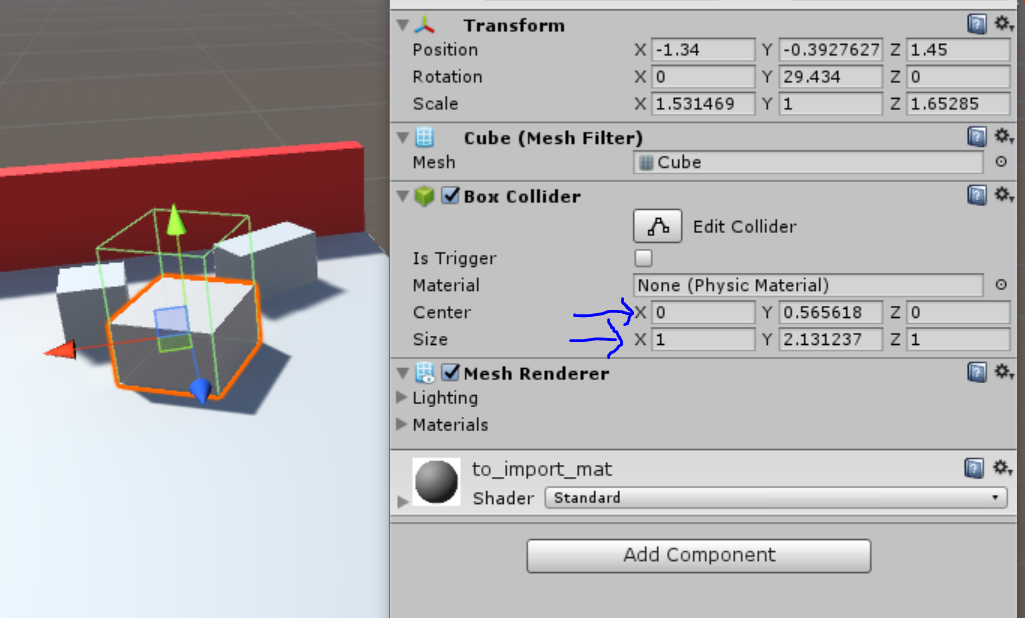 Transform
Position X -1.34 Y -0.3927627 Z 1.45
Rotation X 0 Y 29.434 Z 0
Scale X 1.531469 Y 1 Z 1.65285
Cube (Mesh Filter)
Mesh Cube
Box Collider
Edit Collider
Is Trigger
Material None (Physic Material)
Center X 0 Y 0.565618 Z 0
Size X 1 Y 2.131237 Z 1
Mesh Renderer
Lighting
Materials
to_import_mat
Shader Standard
Add Component